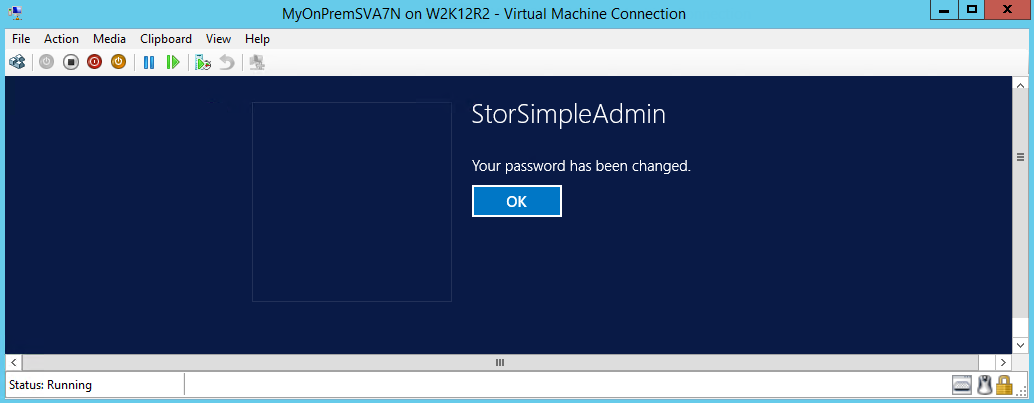 MyOnPremSVA7N on W2K12R2 - Virtual Machine Connection
File Action Media Clipboard View Help
StorSimpleAdmin
Your password has been changed.
OK
Status: Running